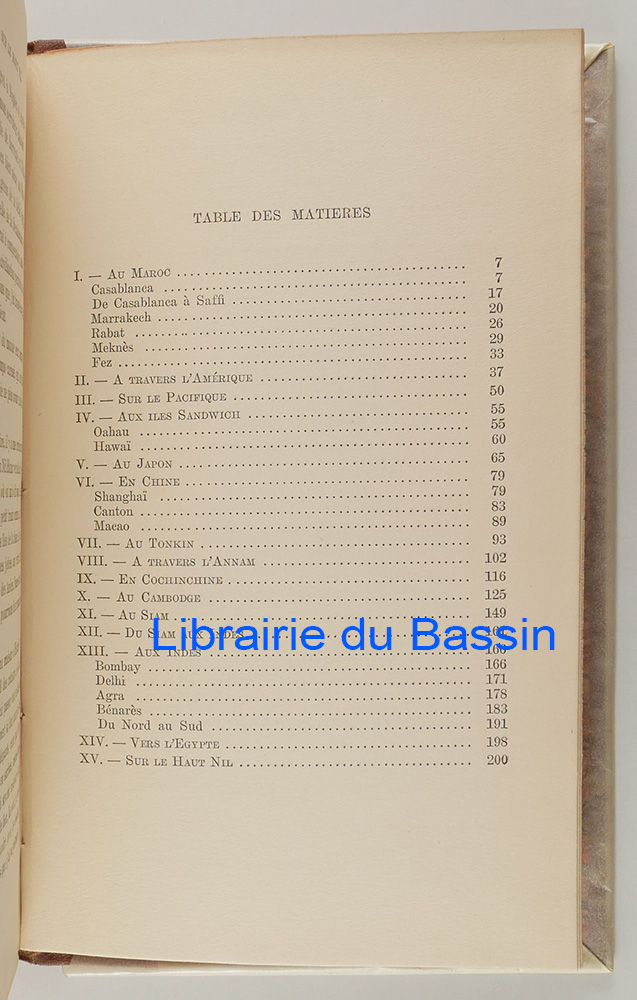 TABLE DES MATIERES
I. — Au Maroc 7
Casablanca 7
De Casablanca à Saffi 17
Marrakech 20
Rabat 26
Meknès 29
Fez 33
II. — A travers l'Amérique 37
III. — Sur le Pacifique 50
IV. — Aux iles Sandwich 55
Oahau 55
Hawaï 60
V. — Au Japon 65
VI. — En Chine 79
Shanghaï 79
Canton 83
Macao 89
VII. — Au Tonkin 93
VIII. — A travers l'Annam 102
IX. — En Cochinchine 116
X. — Au Cambodge 125
XI. — Au Siam 149
XII. — Du Siam aux Indes
Librairie du Bassin
XIII. — Aux Indes 166
Bombay 166
Delhi 171
Agra 178
Bénarès 183
Du Nord au Sud 191
XIV. — Vers l'Egypte 198
XV. — Sur le Haut Nil 200